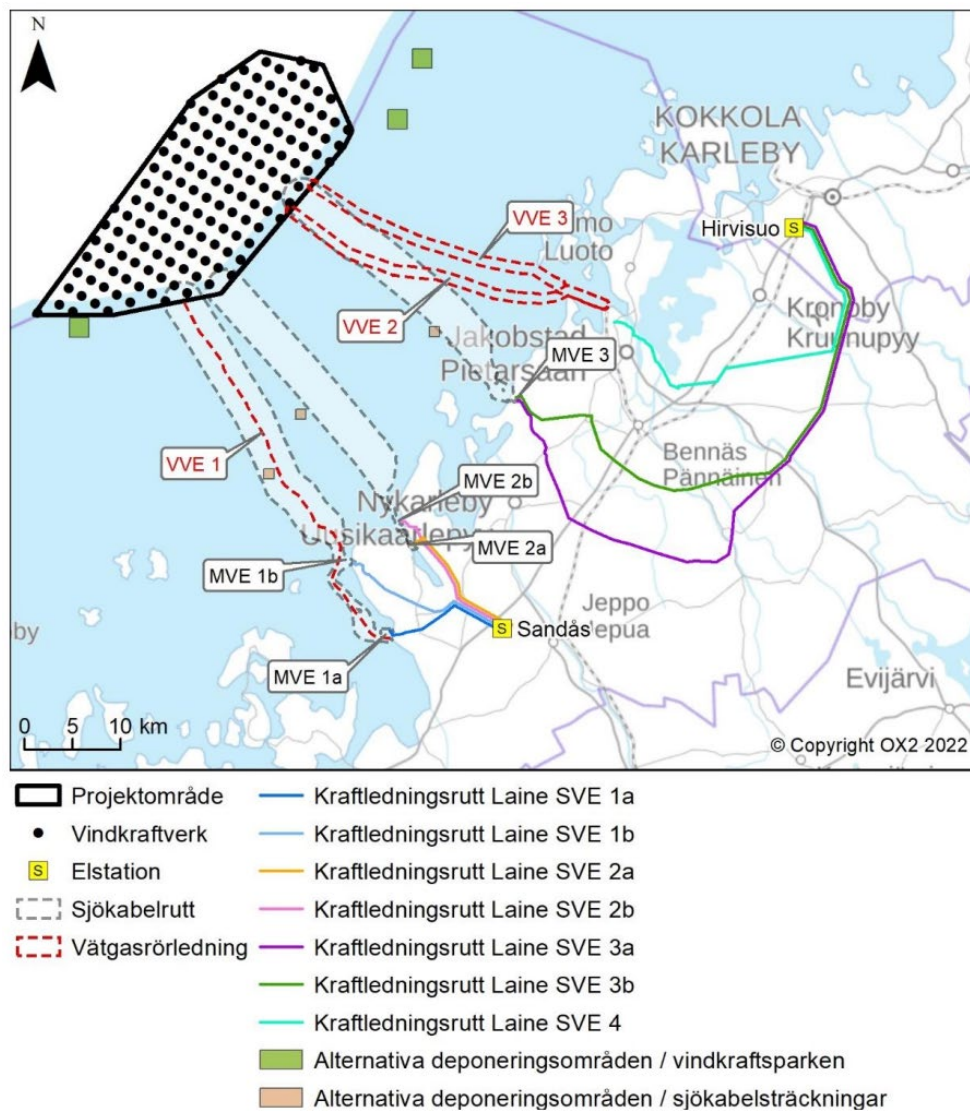 N
KOKKOLA
KARLEBY
Hirvisuo
S
VVE 3
Luoto
Kronoby
Kruunupyy
VVE 2
Jakobstad
Pietarsaari
MVE 3
VVE 1
Bennäs
Pännäinen
MVE 2b
Nykarleby
MVE 2a
MVE 1b
Jeppo
S
Sandås
MVE 1a
Evijärvi
0 5 10 km
© Copyright OX2 2022
Projektområde
Vindkraftverk
S
Elstation
Sjökabelrutt
Vätgasrörledning
Kraftledningsrutt Laine SVE 1a
Kraftledningsrutt Laine SVE 1b
Kraftledningsrutt Laine SVE 2a
Kraftledningsrutt Laine SVE 2b
Kraftledningsrutt Laine SVE 3a
Kraftledningsrutt Laine SVE 3b
Kraftledningsrutt Laine SVE 4
Alternativa deponeringsområden / vindkraftsparken
Alternativa deponeringsområden / sjökabelsträckningar